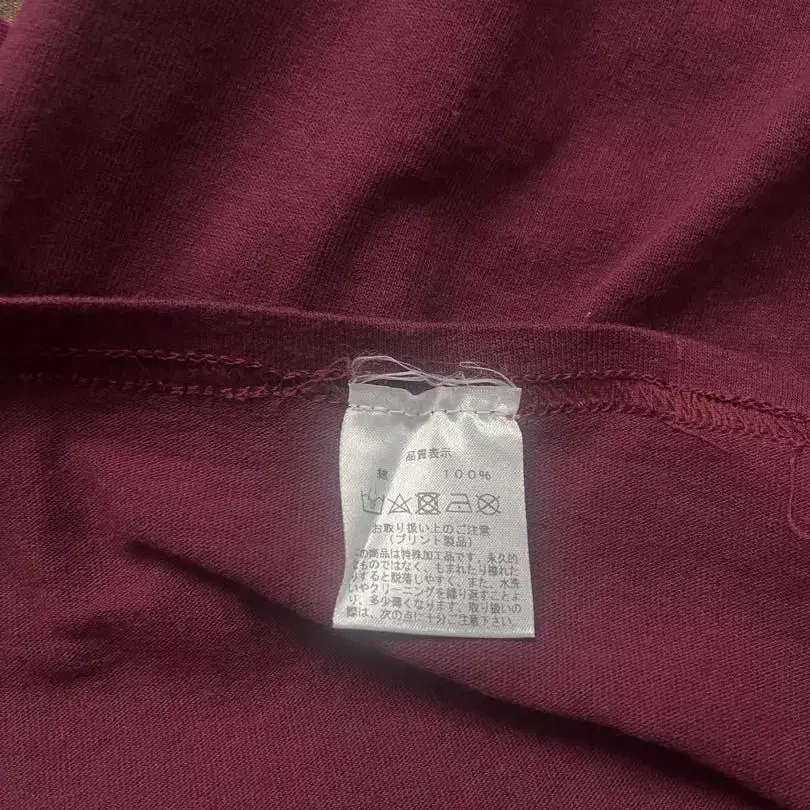 品質表示
綿 100%
お取り扱い上のご注意
(プリント製品)
この商品は特殊加工品です。永久的
なものではなく、もまれたり擦れた
りすると脱落しやすく、また、水洗
いやクリーニングを繰り返すことよ
り、多少薄くなります。取り扱いの
際は、次の点に十分ご注意下さい。